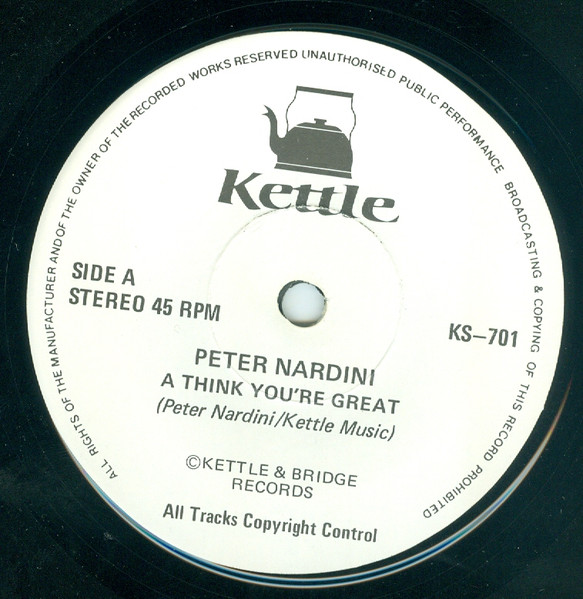 ALL RIGHTS OF THE MANUFACTURER AND OF THE OWNER OF THE RECORDED WORKS RESERVED UNAUTHORISED PUBLIC PERFORMANCE BROADCASTING & COPYING OF THIS RECORD PROHIBITED
Kettle
SIDE A
STEREO 45 RPM
KS-701
PETER NARDINI
A THINK YOU'RE GREAT
(Peter Nardini/Kettle Music)
©KETTLE & BRIDGE
RECORDS
All Tracks Copyright Control